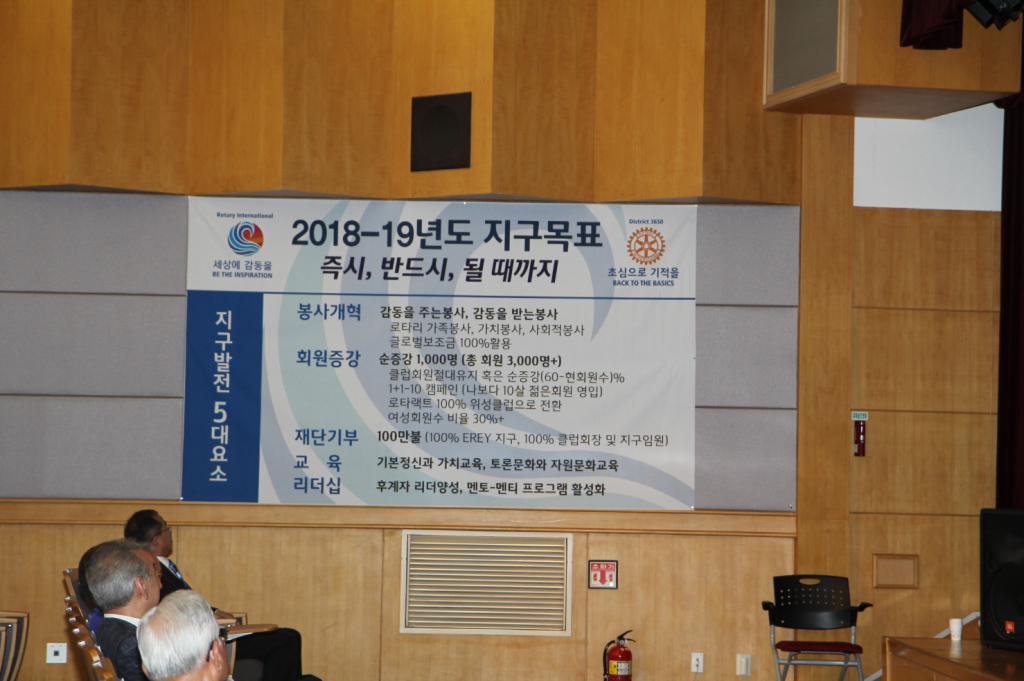 Rotary International
세상에 감동을
BE THE INSPIRATION
2018-19년도 지구목표
즉시, 반드시, 될 때까지
District 3650
초심으로 기적을
BACK TO THE BASICS
지구발전 5대요소
봉사개혁 감동을 주는봉사, 감동을 받는봉사
로타리 가족봉사, 가치봉사, 사회적봉사
글로벌보조금 100%활용
회원증강 순증강 1,000명 (총 회원 3,000명+)
클럽회원절대유지 혹은 순증강(60-현회원수)%
1+1-10 캠페인 (나보다 10살 젊은회원 영입)
로타랙트 100% 위성클럽으로 전환
여성회원수 비율 30%+
재단기부 100만불 (100% EREY 지구, 100% 클럽회장 및 지구임원)
교 육 기본정신과 가치교육, 토론문화와 자원문화교육
리더십 후계자 리더양성, 멘토-멘티 프로그램 활성화
소화기